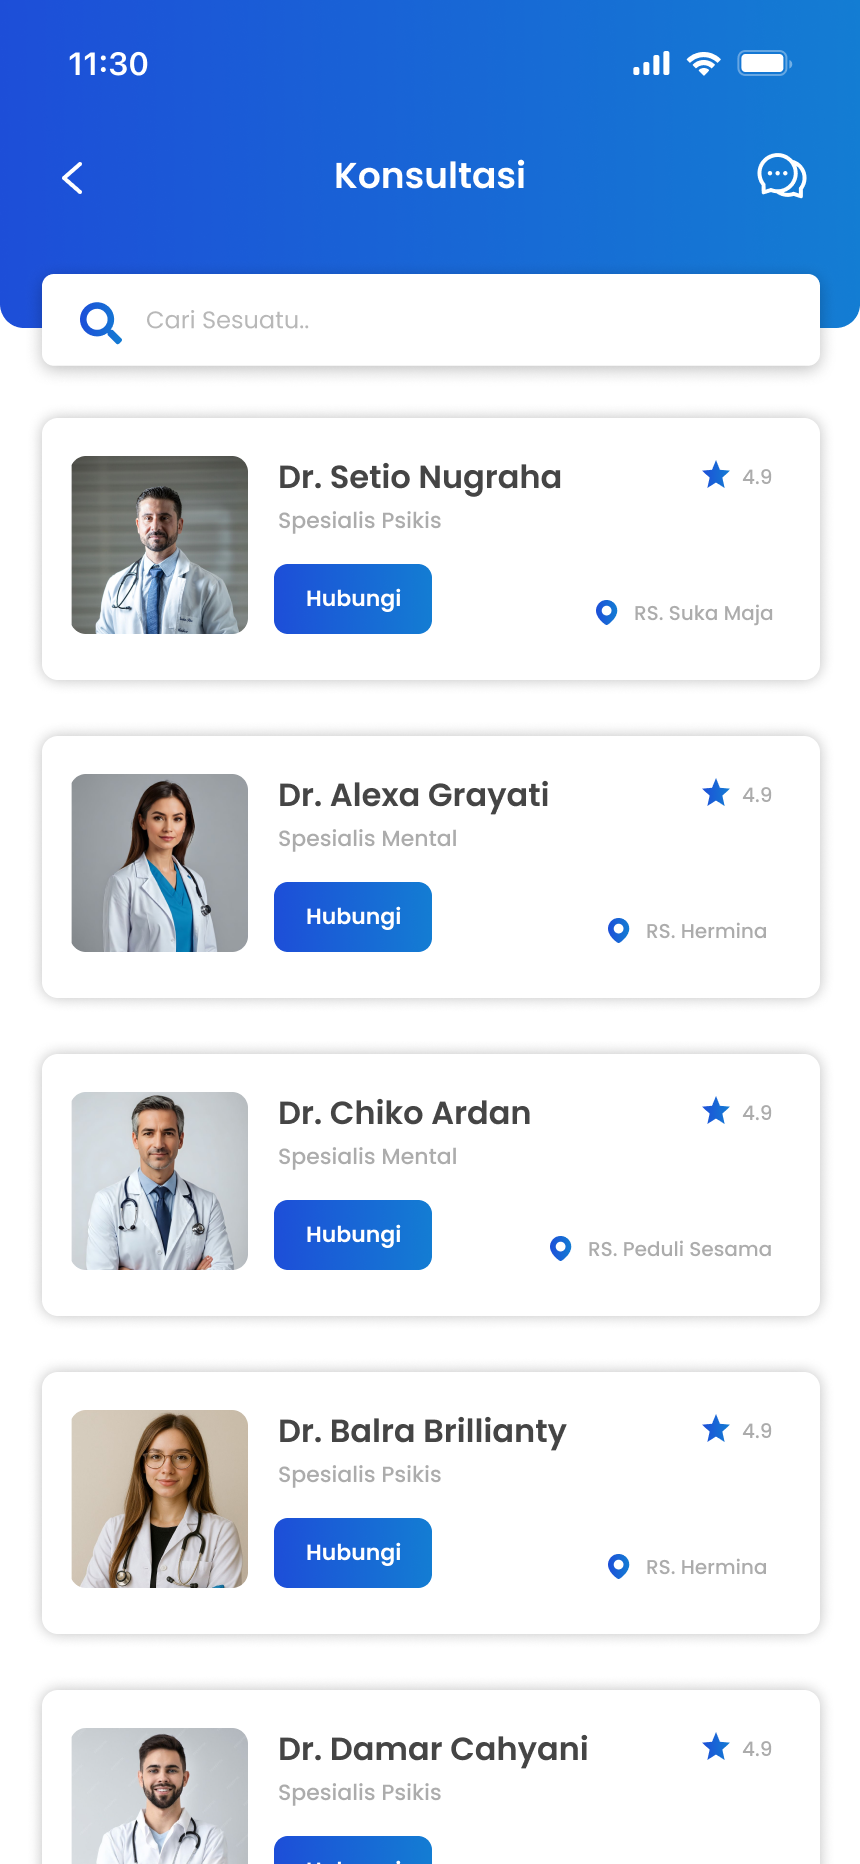 11:30
Konsultasi
Cari Sesuatu..
Dr. Setio Nugraha
4.9
Spesialis Psikis
Hubungi
RS. Suka Maja
Dr. Alexa Grayati
4.9
Spesialis Mental
Hubungi
RS. Hermina
Dr. Chiko Ardan
4.9
Spesialis Mental
Hubungi
RS. Peduli Sesama
Dr. Balra Brillianty
4.9
Spesialis Psikis
Hubungi
RS. Hermina
Dr. Damar Cahyani
4.9
Spesialis Psikis